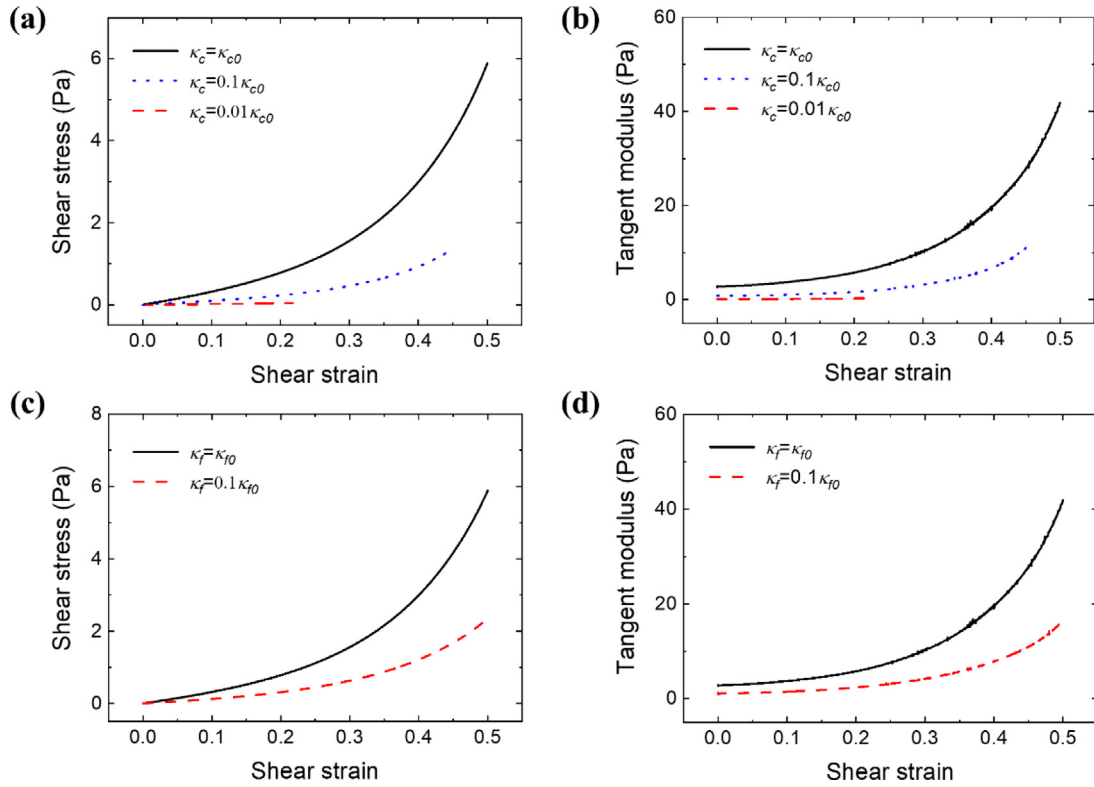 (a)
6
4
2
0
Shear stress (Pa)
κc=κc0
κc=0.1κc0
κc=0.01κc0
0.0 0.1 0.2 0.3 0.4 0.5
Shear strain
(b)
60
40
20
0
Tangent modulus (Pa)
κc=κc0
κc=0.1κc0
κc=0.01κc0
0.0 0.1 0.2 0.3 0.4 0.5
Shear strain
(c)
8
6
4
2
0
Shear stress (Pa)
κf=κf0
κf=0.1κf0
0.0 0.1 0.2 0.3 0.4 0.5
Shear strain
(d)
60
40
20
0
Tangent modulus (Pa)
κf=κf0
κf=0.1κf0
0.0 0.1 0.2 0.3 0.4 0.5
Shear strain